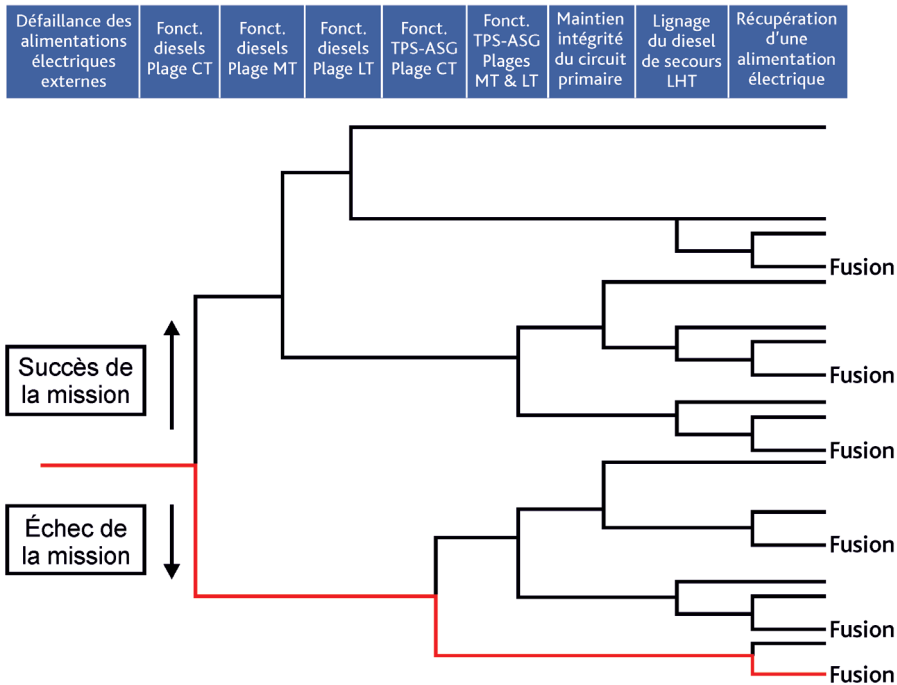 Défaillance des
alimentations
électriques
externes
Fonct.
diesels
Plage CT
Fonct.
diesels
Plage MT
Fonct.
diesels
Plage LT
Fonct.
TPS-ASG
Plage CT
Fonct.
TPS-ASG
Plages
MT & LT
Maintien
intégrité
du circuit
primaire
Lignage
du diesel
de secours
LHT
Récupération
d'une
alimentation
électrique
Fusion
Succès de
la mission
Fusion
Fusion
Échec de
la mission
Fusion
Fusion
Fusion